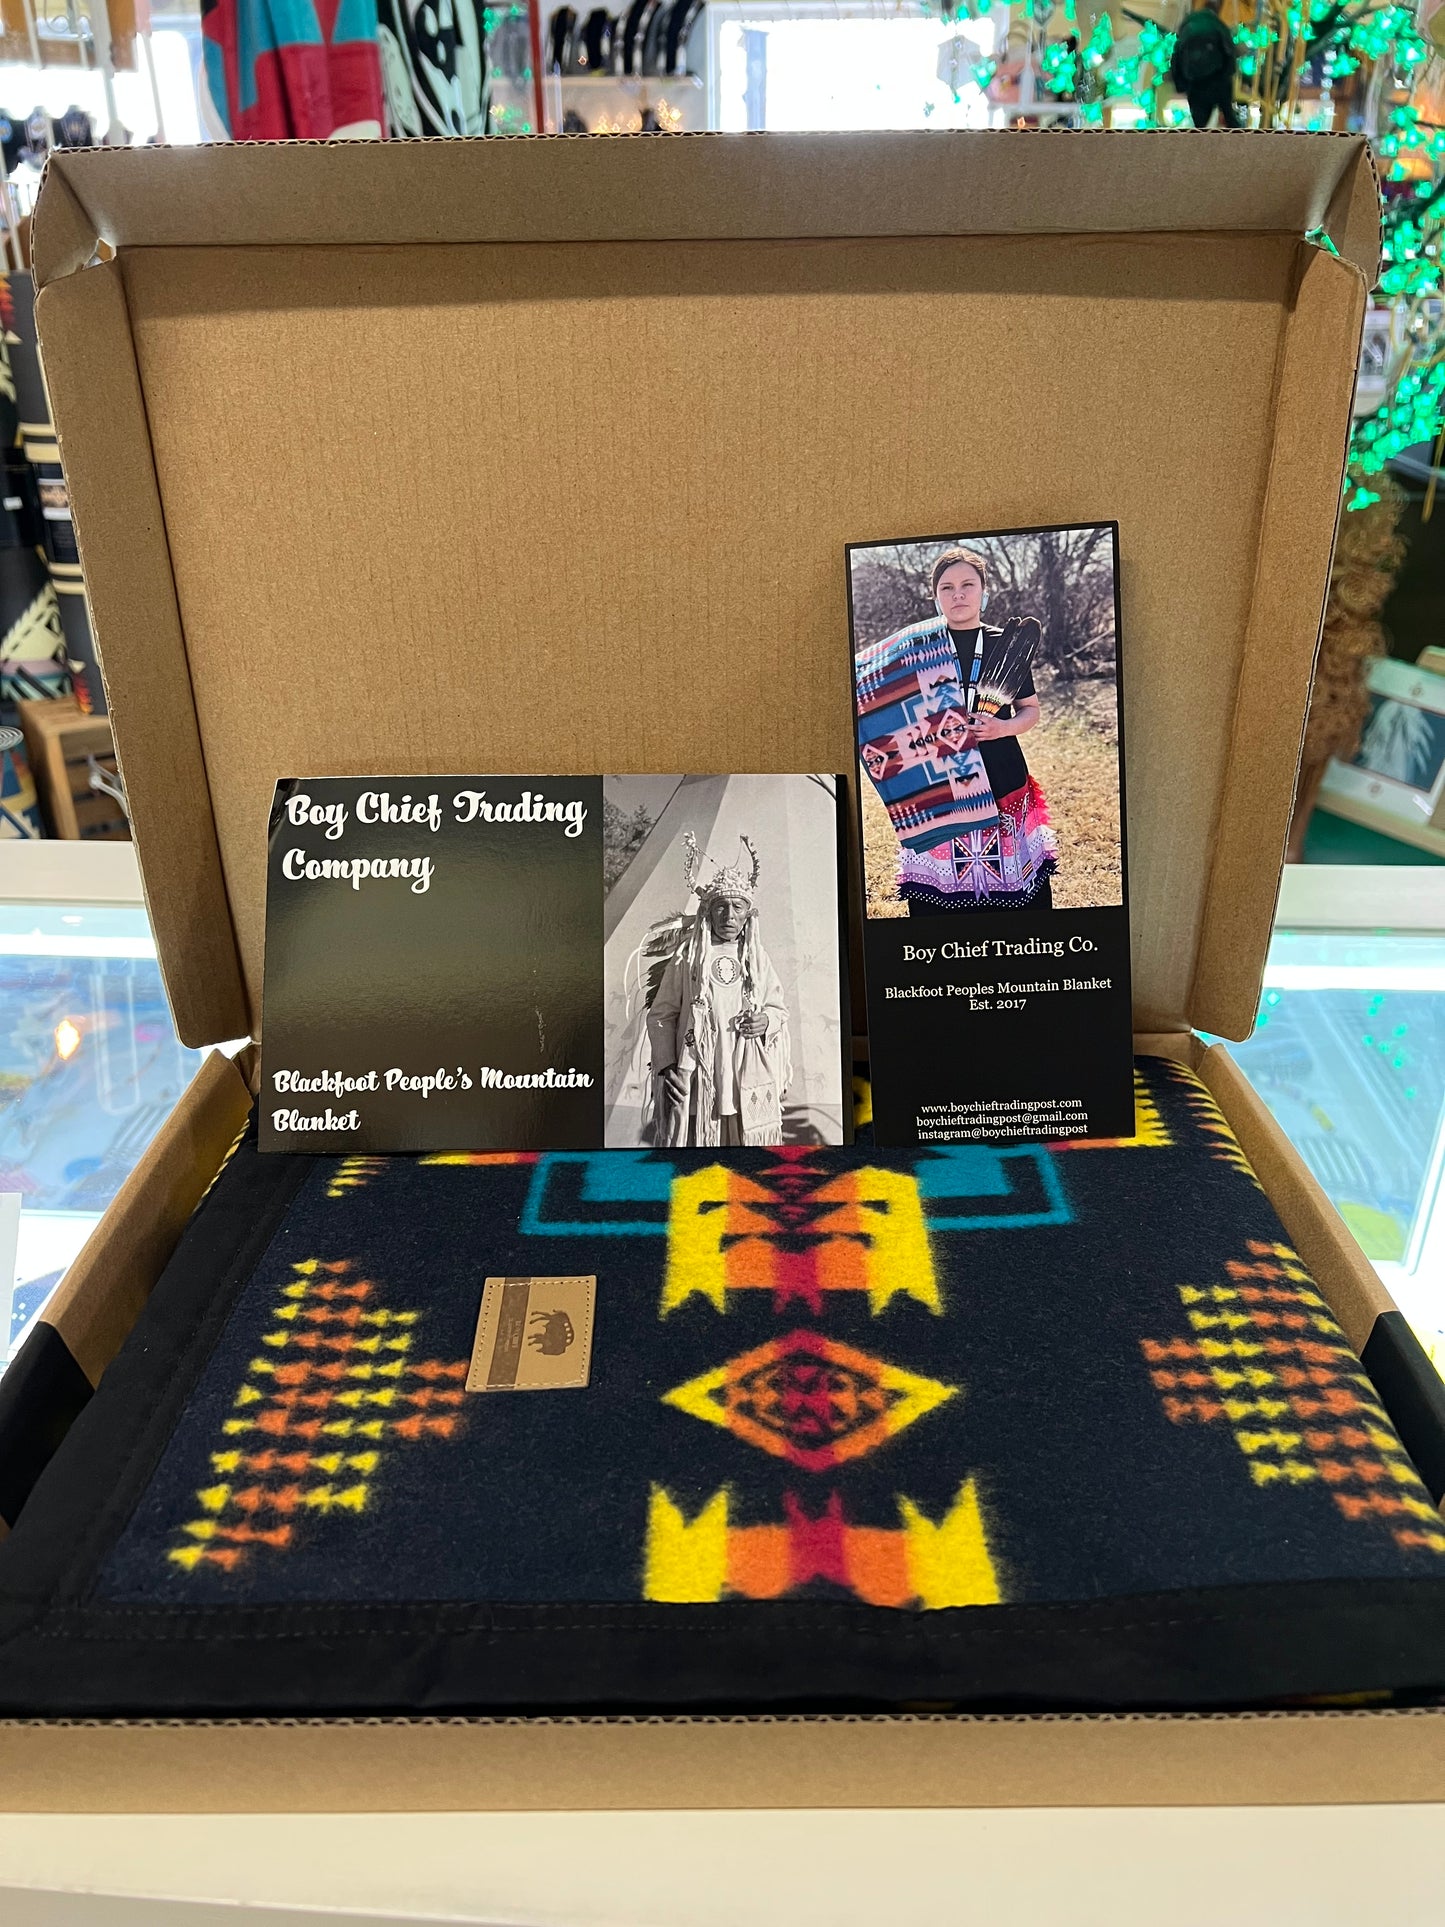 Boy Chief Trading
Company
Blackfoot People's Mountain
Blanket
Boy Chief Trading Co.
Blackfoot Peoples Mountain Blanket
Est. 2017
www.boychieftradingpost.com
boychieftradingpost@gmail.com
instagram@boychieftradingpost